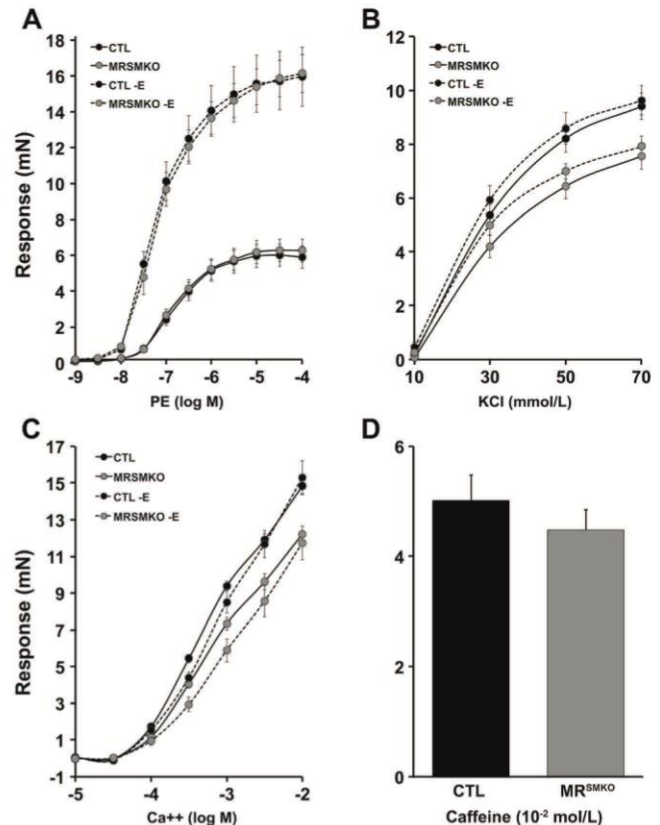 A
CTL
MRSMKO
CTL -E
MRSMKO -E
18
16
14
12
10
8
6
4
2
0
Response (mN)
-9 -8 -7 -6 -5 -4
PE (log M)
B
CTL
MRSMKO
CTL -E
MRSMKO -E
12
10
8
6
4
2
0
10 30 50 70
KCl (mmol/L)
C
CTL
MRSMKO
CTL -E
MRSMKO -E
17
15
13
11
9
7
5
3
1
-1
Response (mN)
-5 -4 -3 -2
Ca++ (log M)
D
6
4
2
0
CTL MRSMKO
Caffeine (10-2 mol/L)